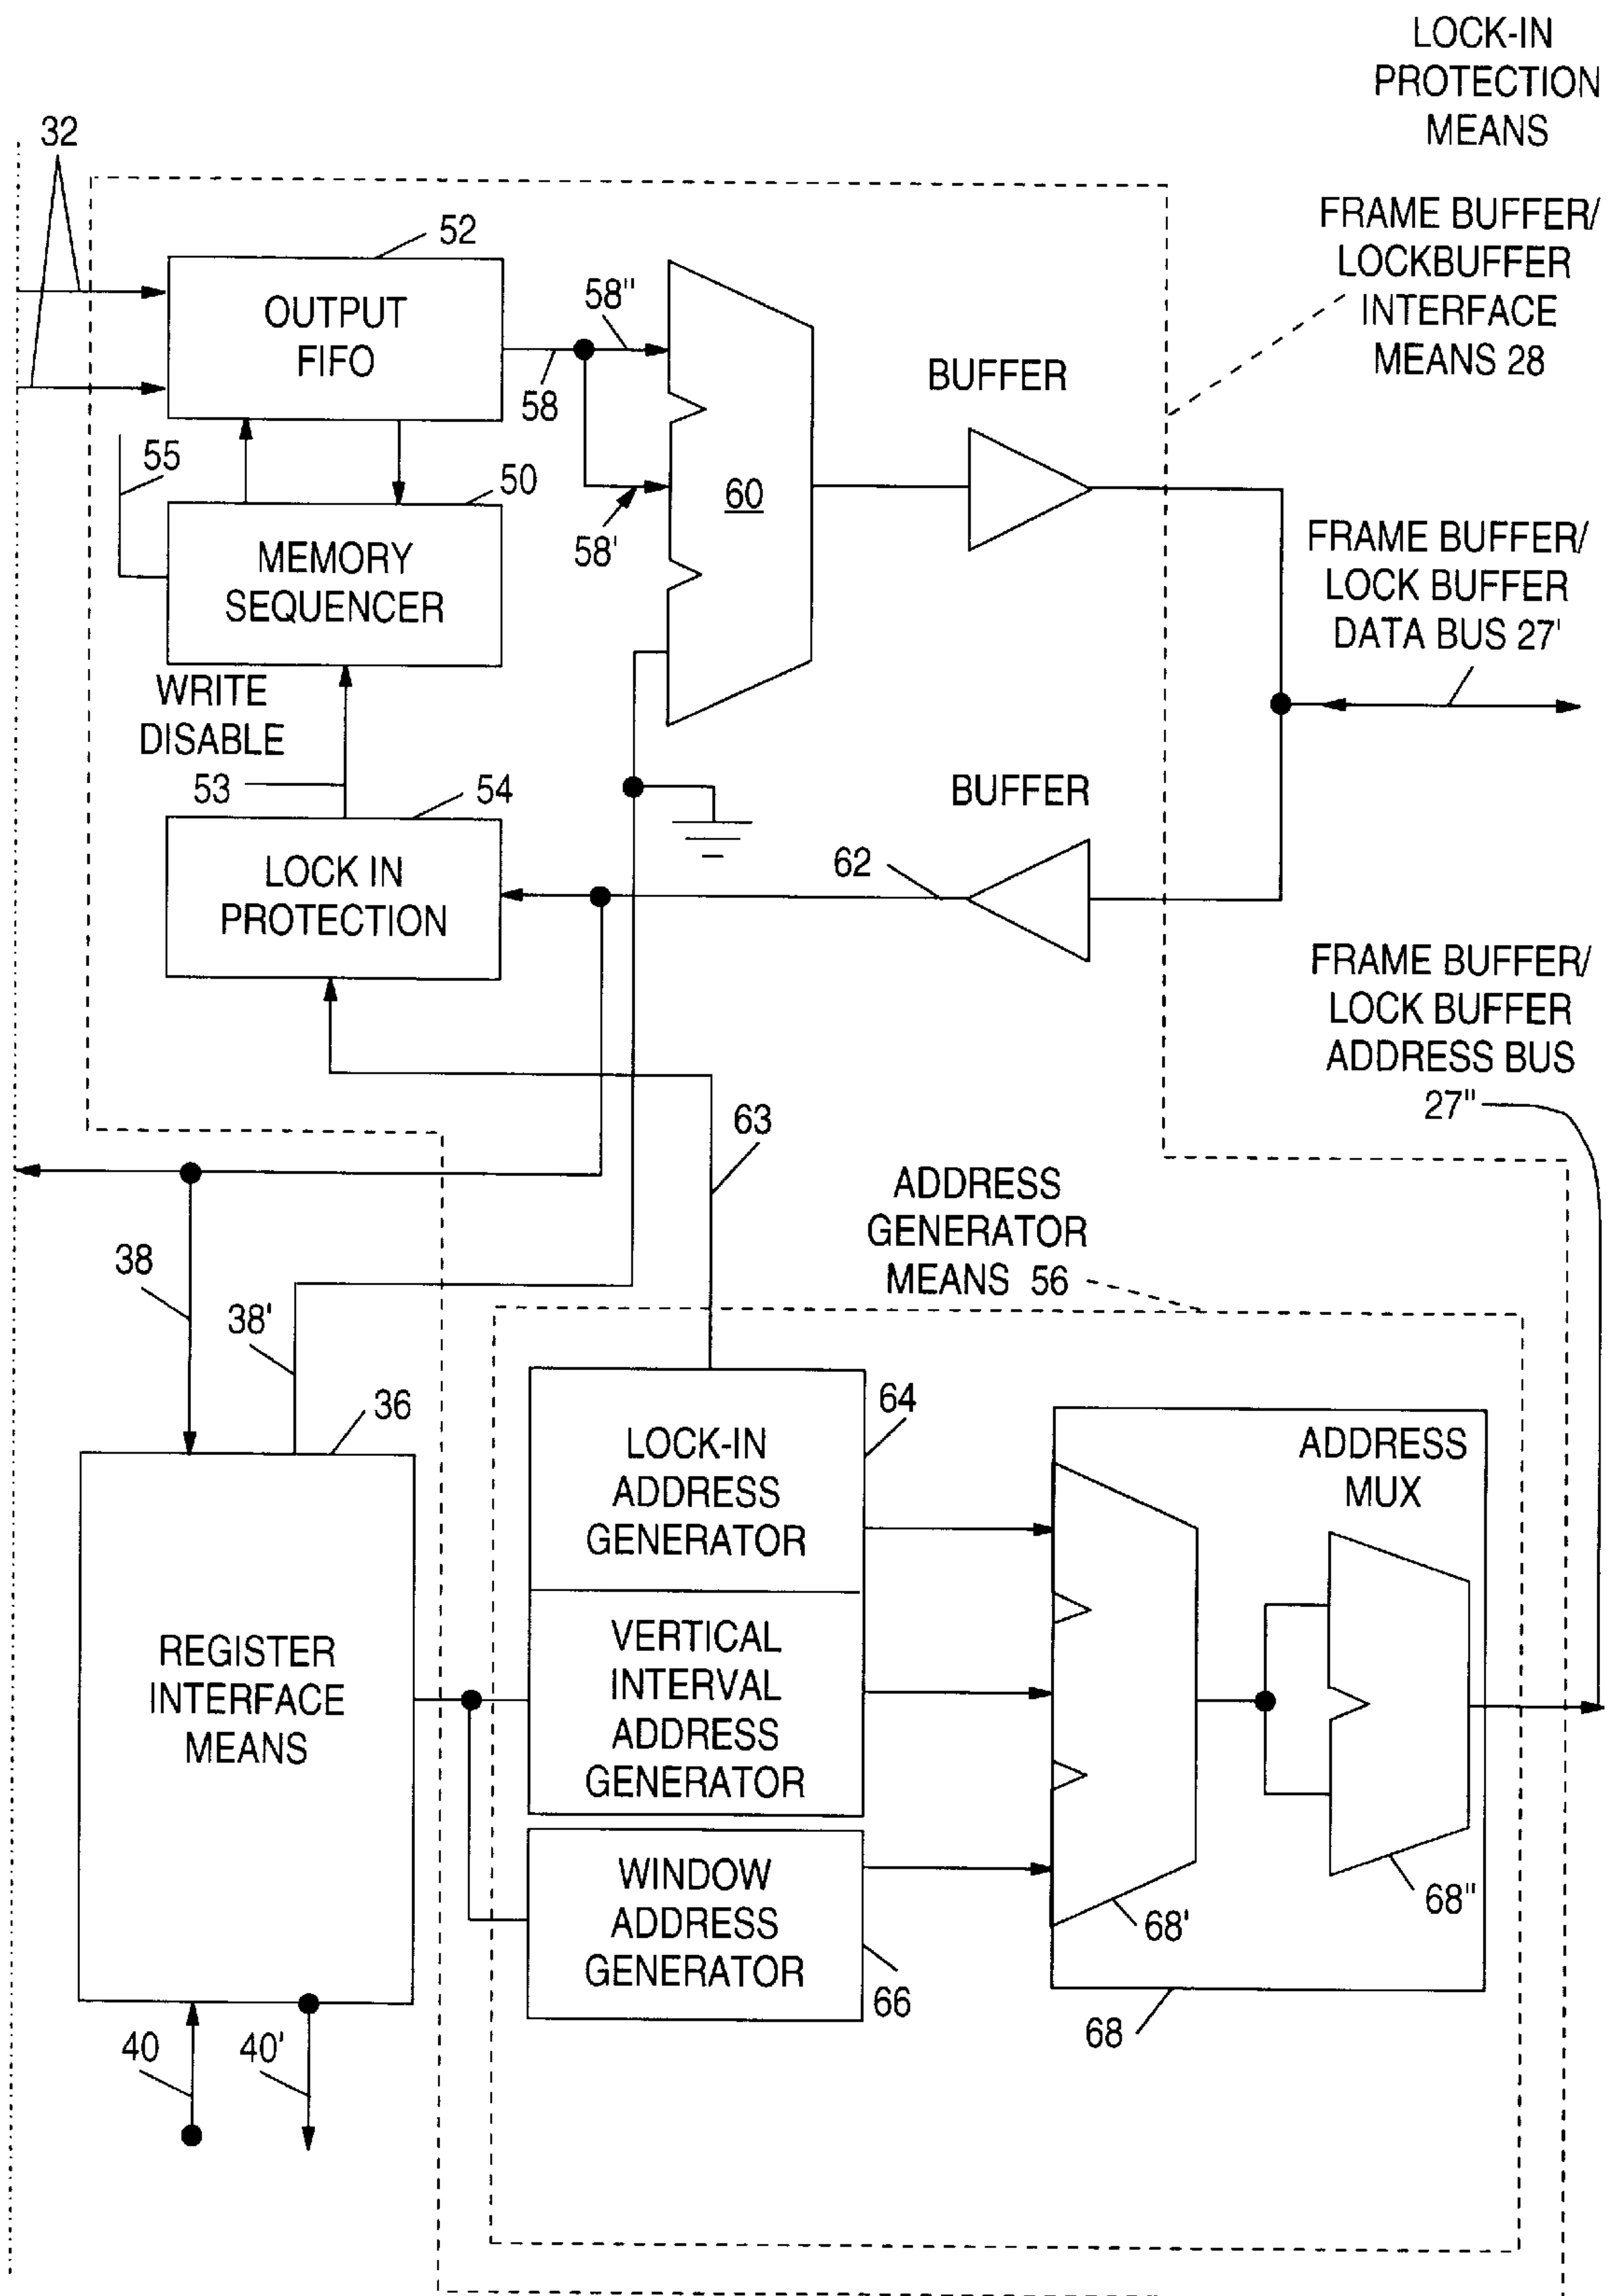 LOCK-IN
PROTECTION
MEANS
32
FRAME BUFFER/
LOCKBUFFER
INTERFACE
MEANS 28
52
OUTPUT
FIFO
58"
58
58'
60
BUFFER
55
50
MEMORY
SEQUENCER
FRAME BUFFER/
LOCK BUFFER
DATA BUS 27'
WRITE
DISABLE
53
54
LOCK IN
PROTECTION
BUFFER
62
FRAME BUFFER/
LOCK BUFFER
ADDRESS BUS
27"
63
ADDRESS
GENERATOR
MEANS 56
38
38'
36
REGISTER
INTERFACE
MEANS
64
LOCK-IN
ADDRESS
GENERATOR
VERTICAL
INTERVAL
ADDRESS
GENERATOR
WINDOW
ADDRESS
GENERATOR
66
ADDRESS
MUX
68'
68"
68
40
40'